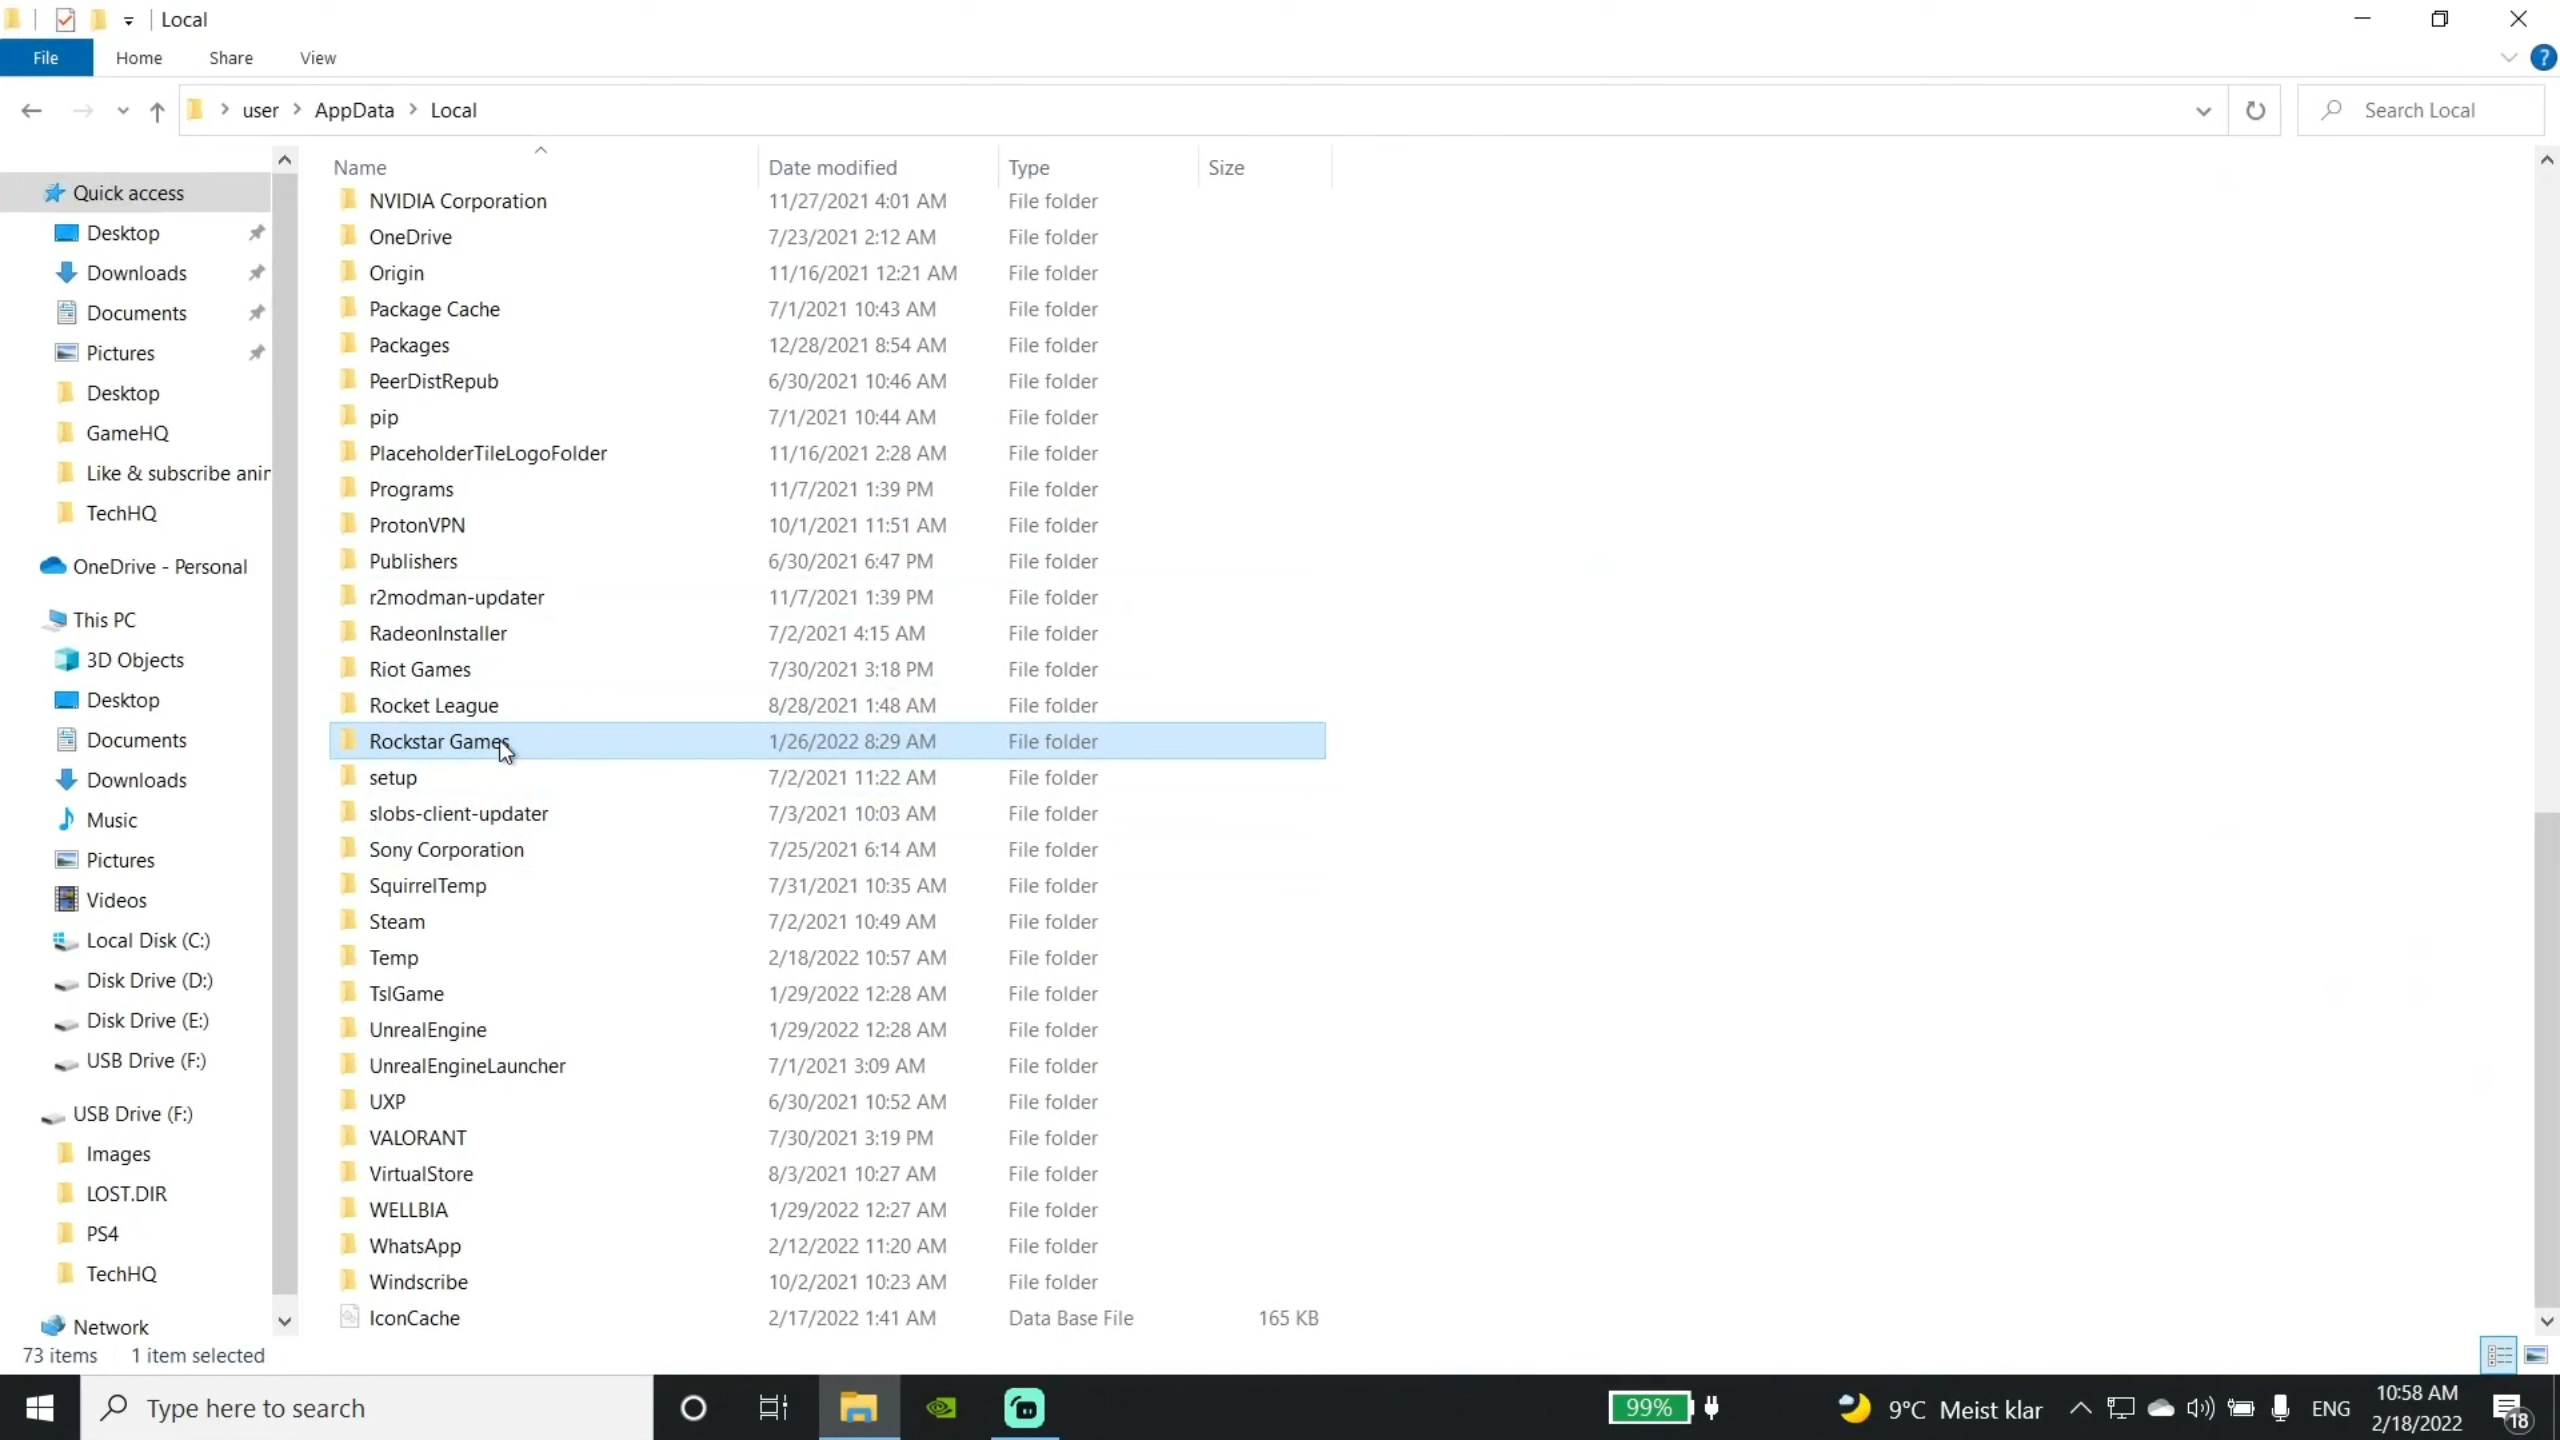 Local
File Home Share View
user AppData Local Search Local
Name Date modified Type Size
Quick access
Desktop
Downloads
Documents
Pictures
Desktop
GameHQ
Like & subscribe anir
TechHQ
OneDrive - Personal
This PC
3D Objects
Desktop
Documents
Downloads
Music
Pictures
Videos
Local Disk (C:)
Disk Drive (D:)
Disk Drive (E:)
USB Drive (F:)
USB Drive (F:)
Images
LOST.DIR
PS4
TechHQ
Network
NVIDIA Corporation 11/27/2021 4:01 AM File folder
OneDrive 7/23/2021 2:12 AM File folder
Origin 11/16/2021 12:21 AM File folder
Package Cache 7/1/2021 10:43 AM File folder
Packages 12/28/2021 8:54 AM File folder
PeerDistRepub 6/30/2021 10:46 AM File folder
pip 7/1/2021 10:44 AM File folder
PlaceholderTileLogoFolder 11/16/2021 2:28 AM File folder
Programs 11/7/2021 1:39 PM File folder
ProtonVPN 10/1/2021 11:51 AM File folder
Publishers 6/30/2021 6:47 PM File folder
r2modman-updater 11/7/2021 1:39 PM File folder
RadeonInstaller 7/2/2021 4:15 AM File folder
Riot Games 7/30/2021 3:18 PM File folder
Rocket League 8/28/2021 1:48 AM File folder
Rockstar Games 1/26/2022 8:29 AM File folder
setup 7/2/2021 11:22 AM File folder
slobs-client-updater 7/3/2021 10:03 AM File folder
Sony Corporation 7/25/2021 6:14 AM File folder
SquirrelTemp 7/31/2021 10:35 AM File folder
Steam 7/2/2021 10:49 AM File folder
Temp 2/18/2022 10:57 AM File folder
TslGame 1/29/2022 12:28 AM File folder
UnrealEngine 1/29/2022 12:28 AM File folder
UnrealEngineLauncher 7/1/2021 3:09 AM File folder
UXP 6/30/2021 10:52 AM File folder
VALORANT 7/30/2021 3:19 PM File folder
VirtualStore 8/3/2021 10:27 AM File folder
WELLBIA 1/29/2022 12:27 AM File folder
WhatsApp 2/12/2022 11:20 AM File folder
Windscribe 10/2/2021 10:23 AM File folder
IconCache 2/17/2022 1:41 AM Data Base File 165 KB
73 items 1 item selected
Type here to search 99% 9°C Meist klar ENG 10:58 AM
2/18/2022 18